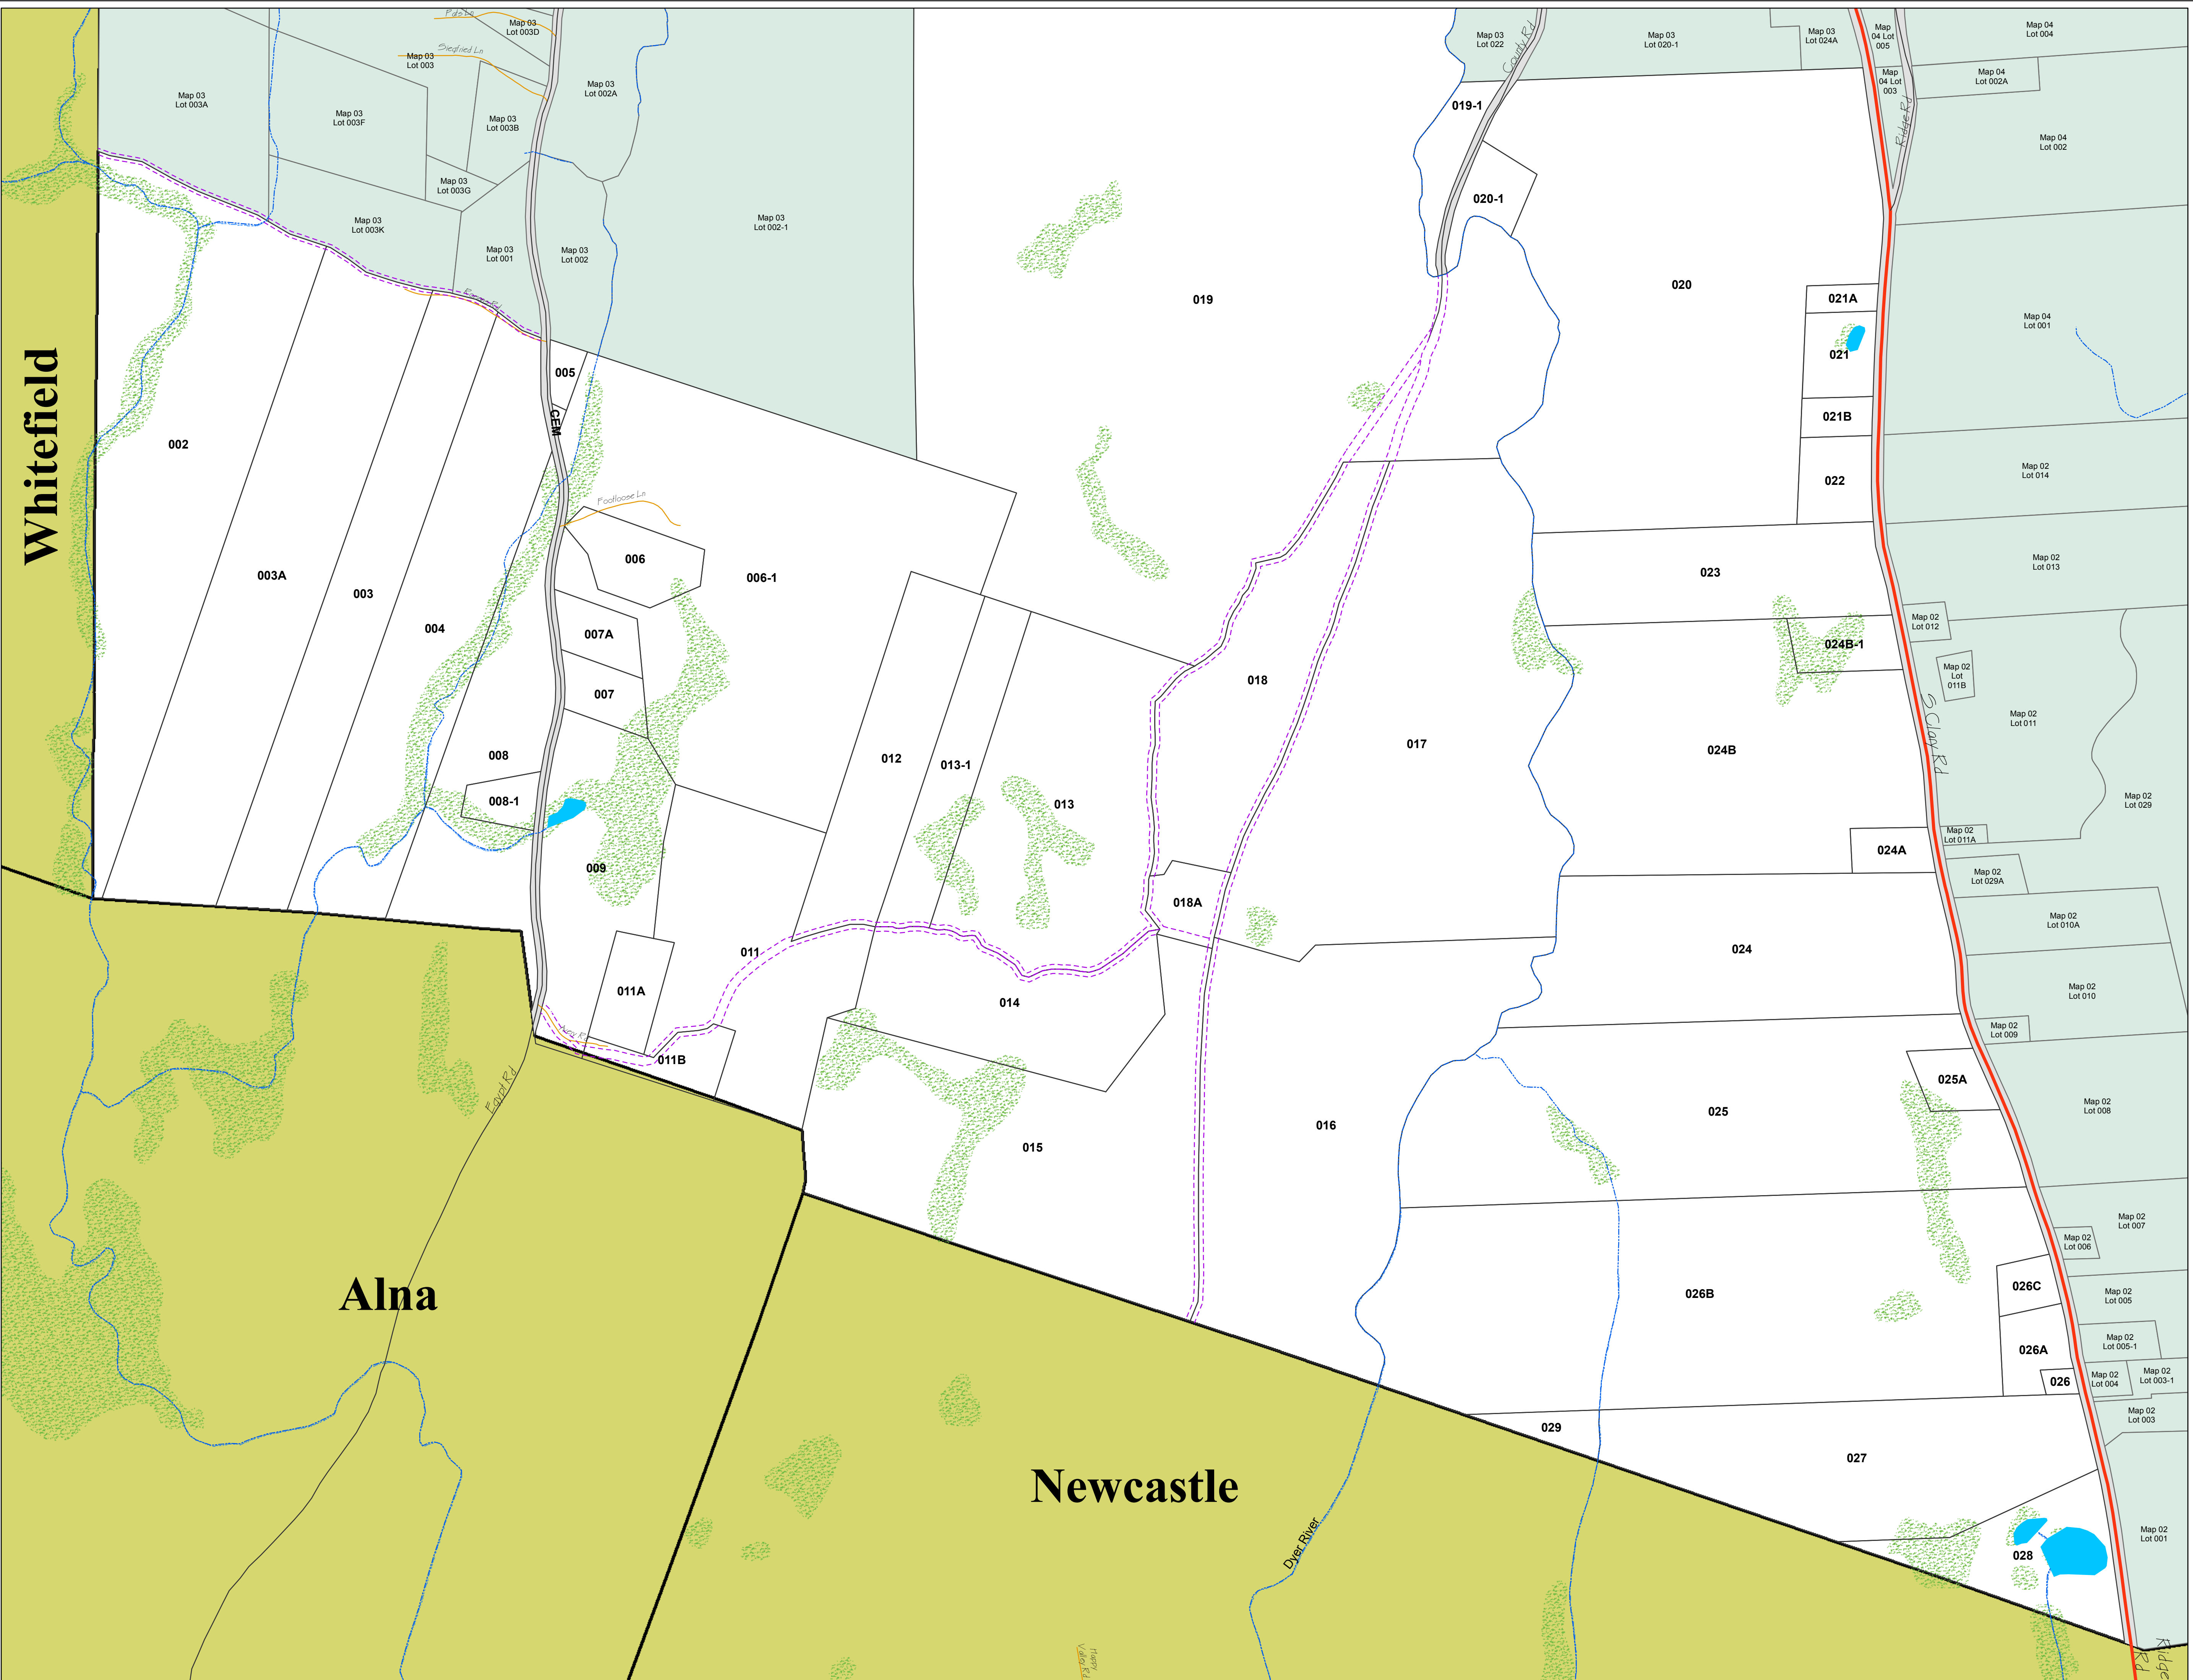 Pals Ln
Map 03
Lot 003D
Siegfried Ln
Map 03
Lot 003
Map 03
Lot 003A
Map 03
Lot 003F
Map 03
Lot 003B
Map 03
Lot 002A
Map 03
Lot 003G
Map 03
Lot 003K
Map 03
Lot 001
Map 03
Lot 002
Map 03
Lot 002-1
Map 03
Lot 022
County Rd
Map 03
Lot 020-1
Map 03
Lot 024A
Map
04 Lot
005
Map 04
Lot 004
Map
04 Lot
003
Map 04
Lot 002A
Ridge Rd
Map 04
Lot 002
019-1
020-1
019
020
021A
021
021B
022
Map 04
Lot 001
Map 02
Lot 014
Map 02
Lot 013
Whitefield
002
005
CEM
Footloose Ln
006
006-1
003A
003
004
007A
007
008
008-1
009
012
013-1
013
018
017
018A
023
024B-1
024B
024A
024
Map 02
Lot 012
Map 02
Lot
011B
Map 02
Lot 011
S Clary Rd
Map 02
Lot 029
Map 02
Lot 011A
Map 02
Lot 029A
Map 02
Lot 010A
Map 02
Lot 010
Map 02
Lot 009
011
011A
011B
014
015
016
025
025A
Map 02
Lot 008
Egypt Rd
Map 02
Lot 007
Map 02
Lot 006
026B
026C
026A
026
Map 02
Lot 005
Map 02
Lot 005-1
Map 02
Lot 004
Map 02
Lot 003-1
Map 02
Lot 003
Alna
Newcastle
029
027
028
Map 02
Lot 001
Dyer River
Happy
Valley Rd
Rd
Ridge